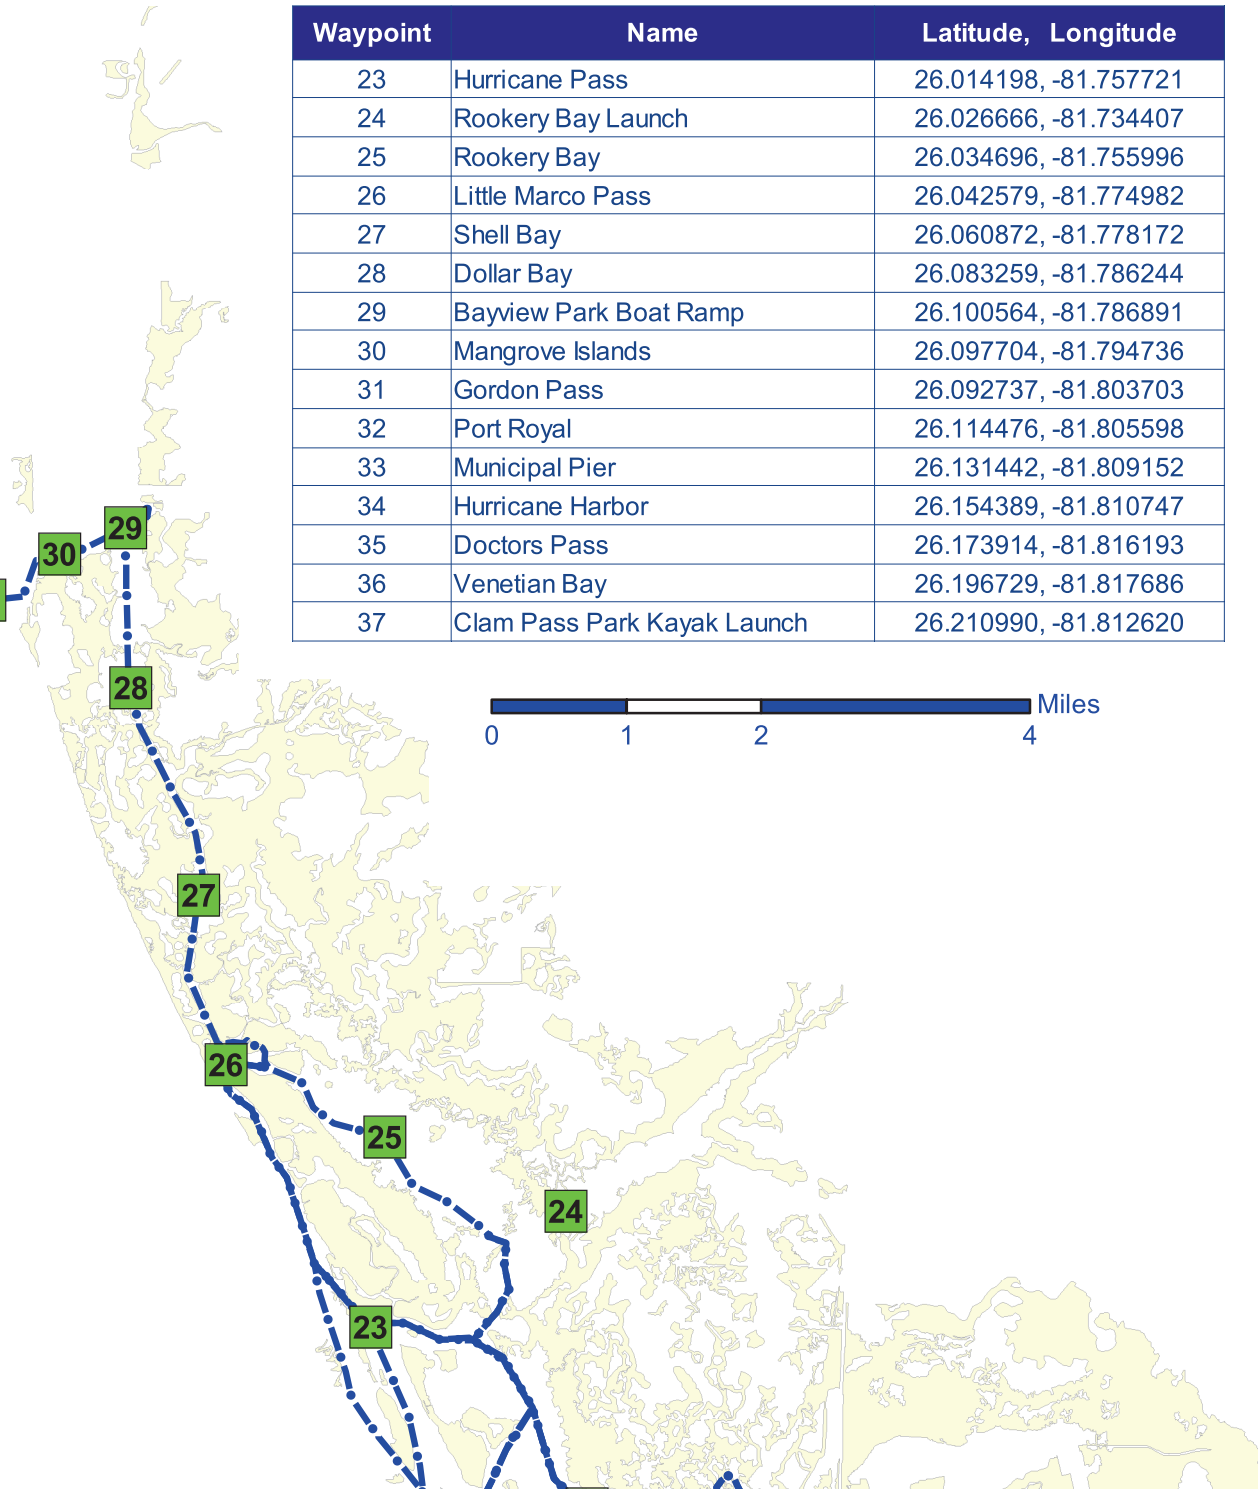 Waypoint Name Latitude, Longitude
23 Hurricane Pass 26.014198, -81.757721
24 Rookery Bay Launch 26.026666, -81.734407
25 Rookery Bay 26.034696, -81.755996
26 Little Marco Pass 26.042579, -81.774982
27 Shell Bay 26.060872, -81.778172
28 Dollar Bay 26.083259, -81.786244
29 Bayview Park Boat Ramp 26.100564, -81.786891
30 Mangrove Islands 26.097704, -81.794736
31 Gordon Pass 26.092737, -81.803703
32 Port Royal 26.114476, -81.805598
33 Municipal Pier 26.131442, -81.809152
34 Hurricane Harbor 26.154389, -81.810747
35 Doctors Pass 26.173914, -81.816193
36 Venetian Bay 26.196729, -81.817686
37 Clam Pass Park Kayak Launch 26.210990, -81.812620
Miles
0 1 2 4
29
30
28
27
26
25
24
23